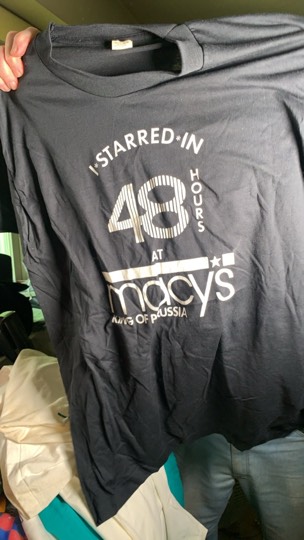 I•STARRED•IN
48
HOURS
AT
macy's
KING OF PRUSSIA